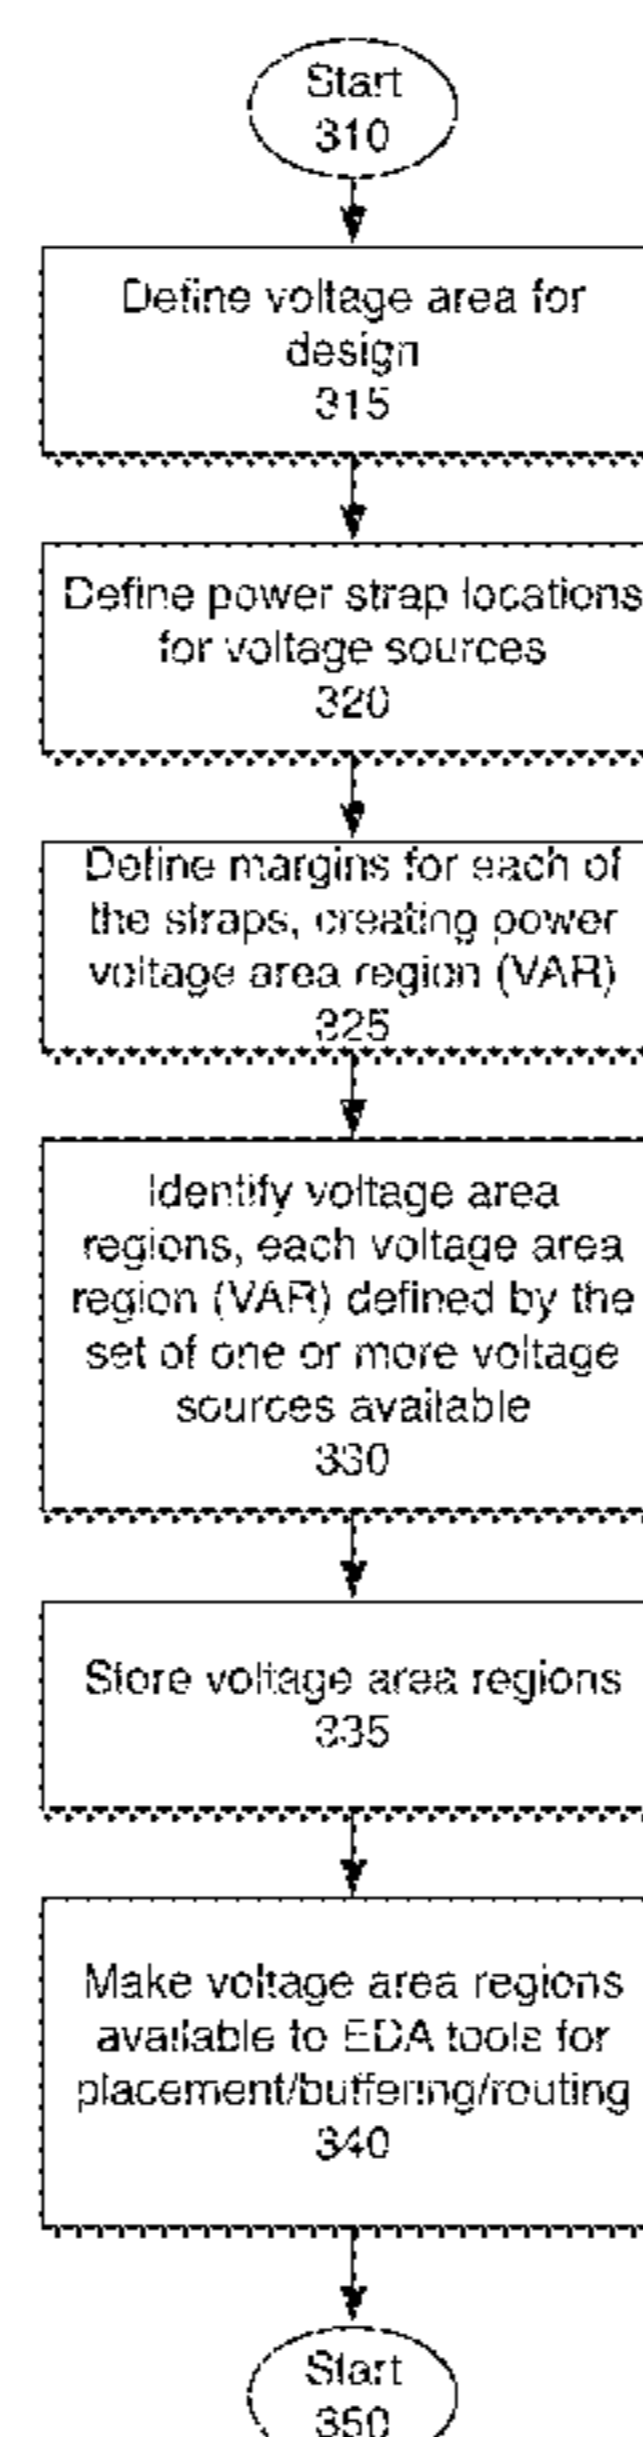 Start
310
Define voltage area for
design
315
Define power strap locations
for voltage sources
320
Define margins for each of
the straps, creating power
voltage area region (VAR)
325
Identify voltage area
regions, each voltage area
region (VAR) defined by the
set of one or more voltage
sources available
330
Store voltage area regions
335
Make voltage area regions
available to EDA tools for
placement/buffering/routing
340
Start
350